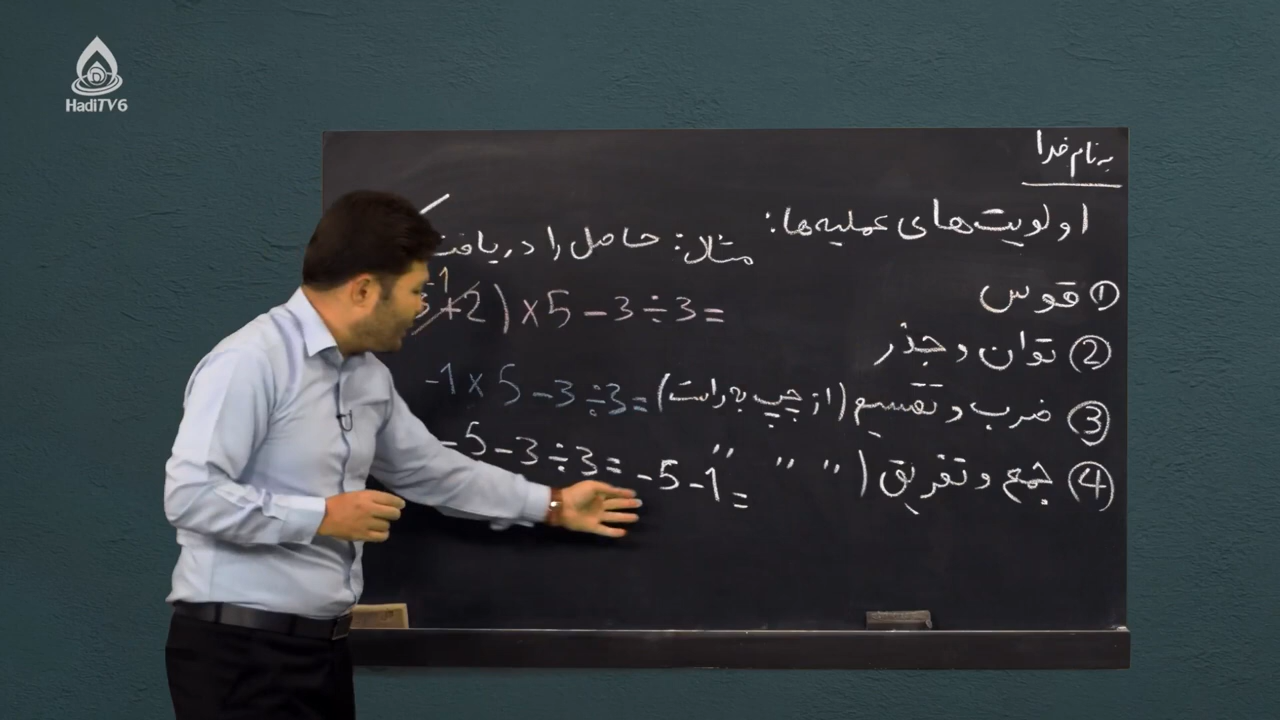 HadiTV6
به نام خدا
اولویت‌های عملیه‌ها:
① قوس
② توان و جذر
③ ضرب و تقسیم (از چپ به راست)
④ جمع و تفریق ( " " "
مثال: حاصل را دریافت
-1
3+2) × 5 - 3 ÷ 3 =
-1 × 5 - 3 ÷ 3 =
-5 - 3 ÷ 3 = -5 - 1 =